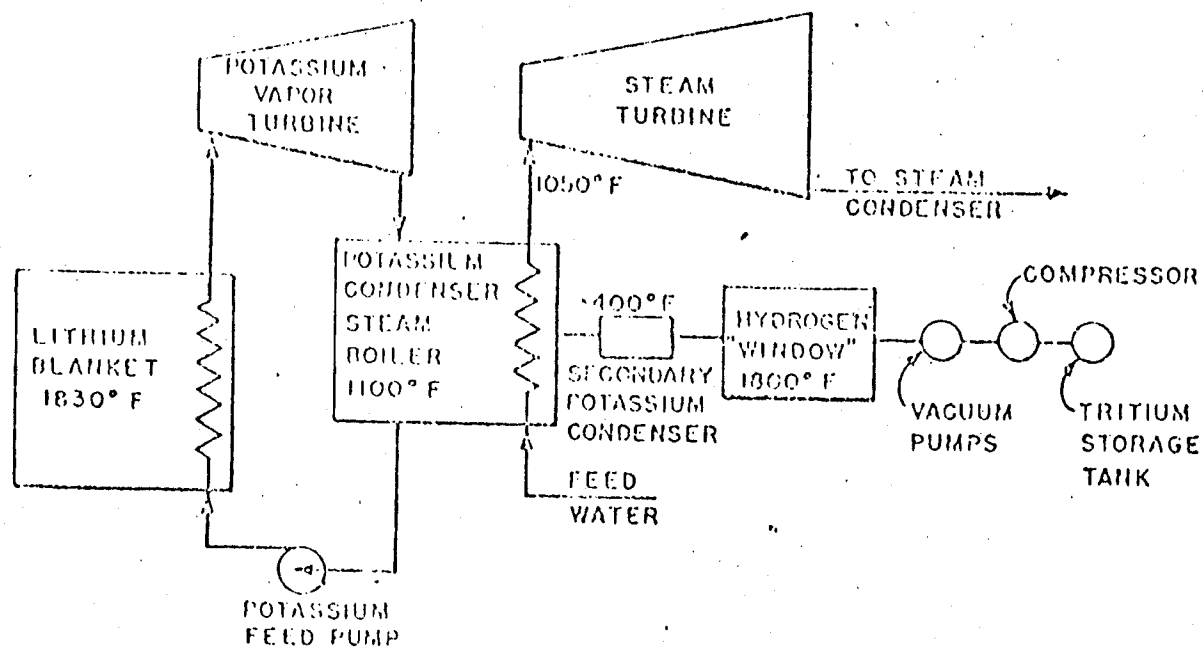 POTASSIUM
VAPOR
TURBINE
STEAM
TURBINE
1050° F
TO STEAM
CONDENSER
LITHIUM
BLANKET
1830° F
POTASSIUM
CONDENSER
STEAM
BOILER
1100° F
400° F
SECONDARY
POTASSIUM
CONDENSER
HYDROGEN
"WINDOW"
1800° F
COMPRESSOR
VACUUM
PUMPS
TRITIUM
STORAGE
TANK
FEED
WATER
POTASSIUM
FEED PUMP